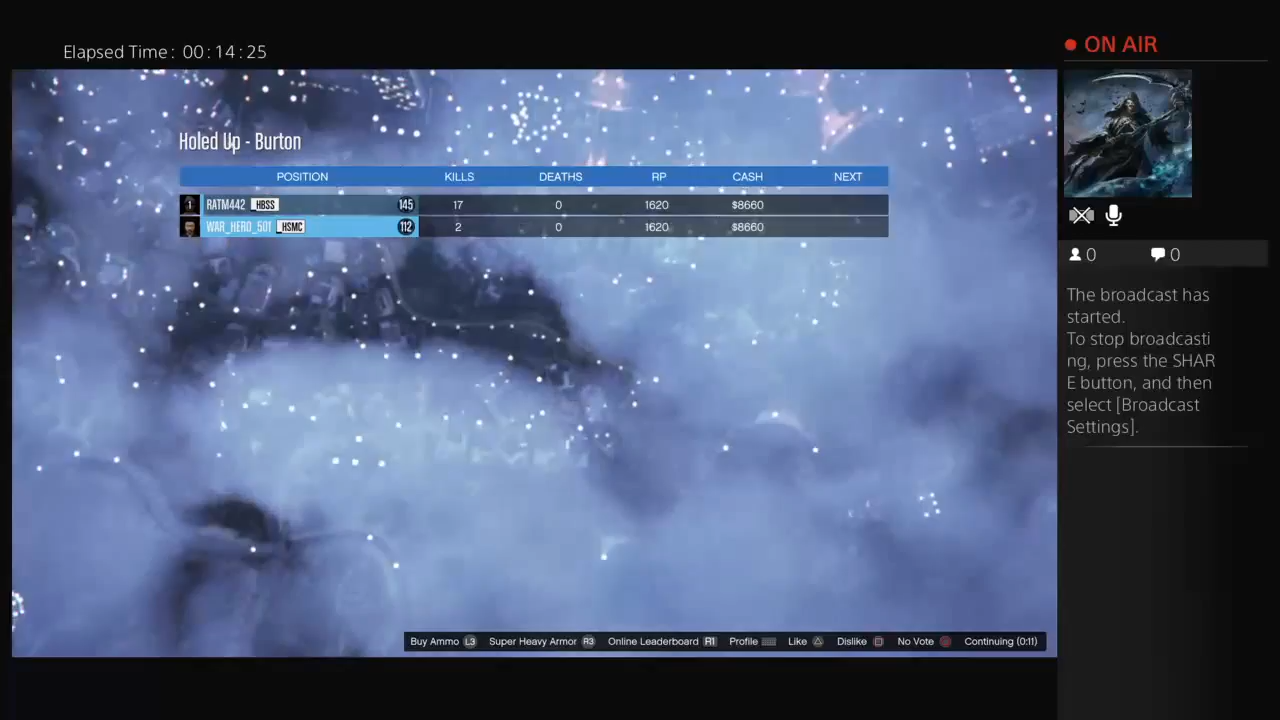 Elapsed Time: 00:14:25
ON AIR
Holed Up - Burton
POSITION KILLS DEATHS RP CASH NEXT
1 RATM442 HBSS 145 17 0 1620 $8660
WAR_HERO_501 HSMC 112 2 0 1620 $8660
0 0
The broadcast has
started.
To stop broadcasti
ng, press the SHAR
E button, and then
select [Broadcast
Settings].
Buy Ammo L3 Super Heavy Armor R3 Online Leaderboard R1 Profile Like Dislike No Vote Continuing (0:11)